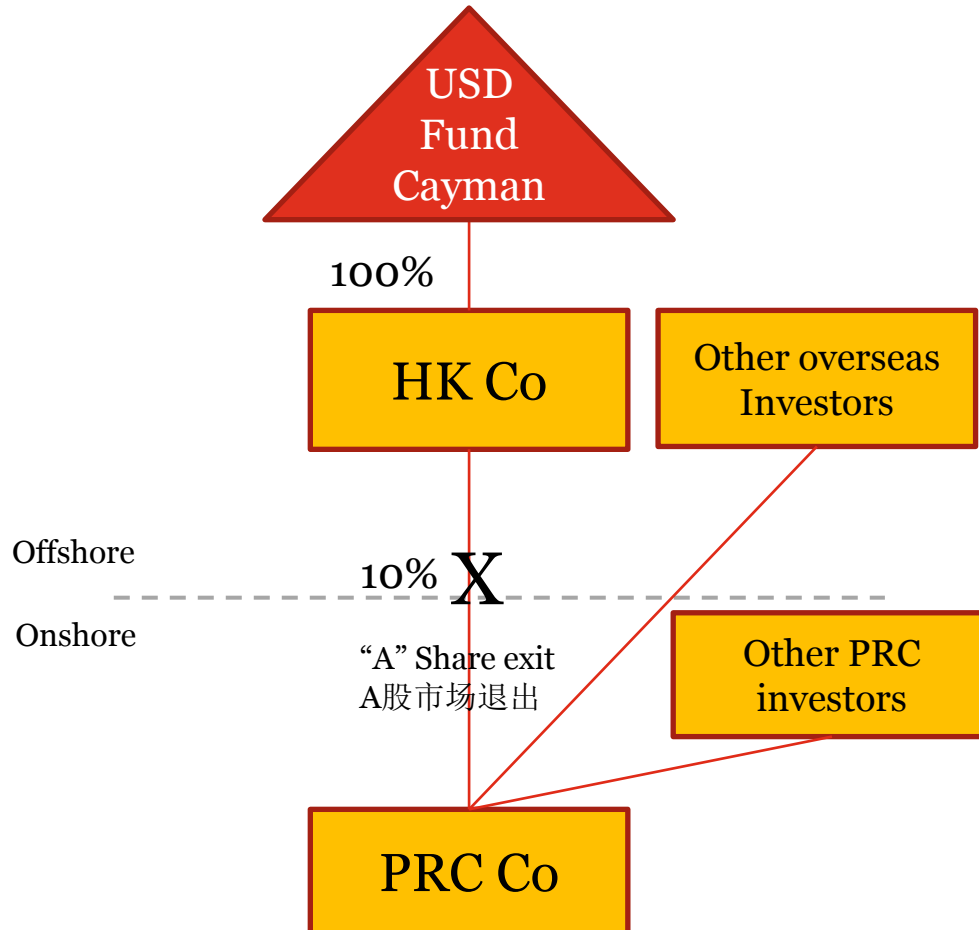 USD
Fund
Cayman
100%
HK Co
Other overseas
Investors
Offshore
10%
X
Onshore
“A” Share exit
A股市场退出
Other PRC
investors
PRC Co